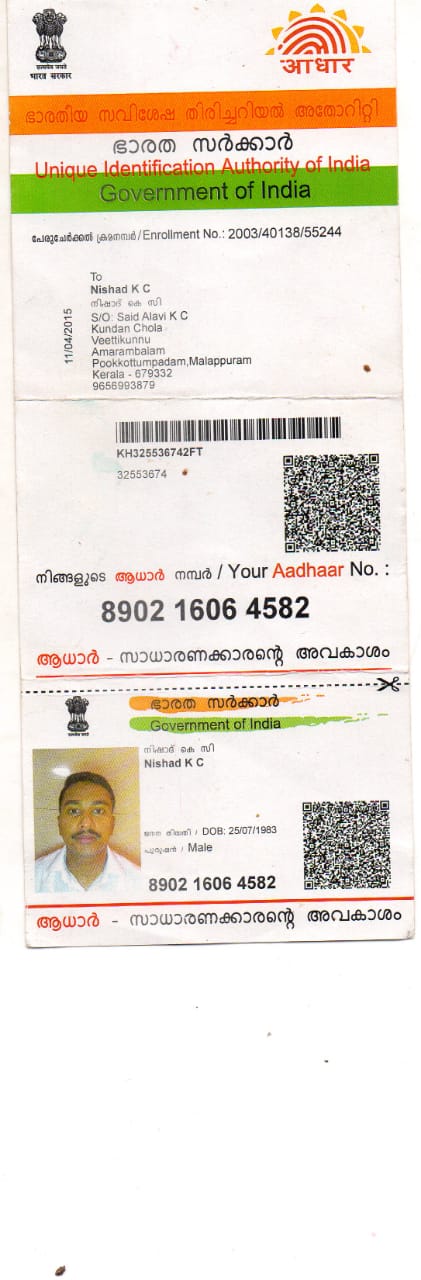 सत्यमेव जयते
भारत सरकार
आधार
ഭാരതീയ സവിശേഷ തിരിച്ചറിയൽ അതോറിറ്റി
ഭാരത സർക്കാർ
Unique Identification Authority of India
Government of India
പേരുചേർക്കൽ ക്രമനമ്പർ/Enrollment No.: 2003/40138/55244
11/04/2015
To
Nishad K C
നിഷാദ് കെ സി
S/O: Said Alavi K C
Kundan Chola
Veettikunnu
Amarambalam
Pookkottumpadam,Malappuram
Kerala - 679332
9656993879
KH325536742FT
32553674
നിങ്ങളുടെ ആധാർ നമ്പർ / Your Aadhaar No. :
8902 1606 4582
ആധാർ - സാധാരണക്കാരന്റെ അവകാശം
ഭാരത സർക്കാർ
Government of India
നിഷാദ് കെ സി
Nishad K C
ജനന തിയതി / DOB: 25/07/1983
പുരുഷൻ / Male
8902 1606 4582
ആധാർ - സാധാരണക്കാരന്റെ അവകാശം